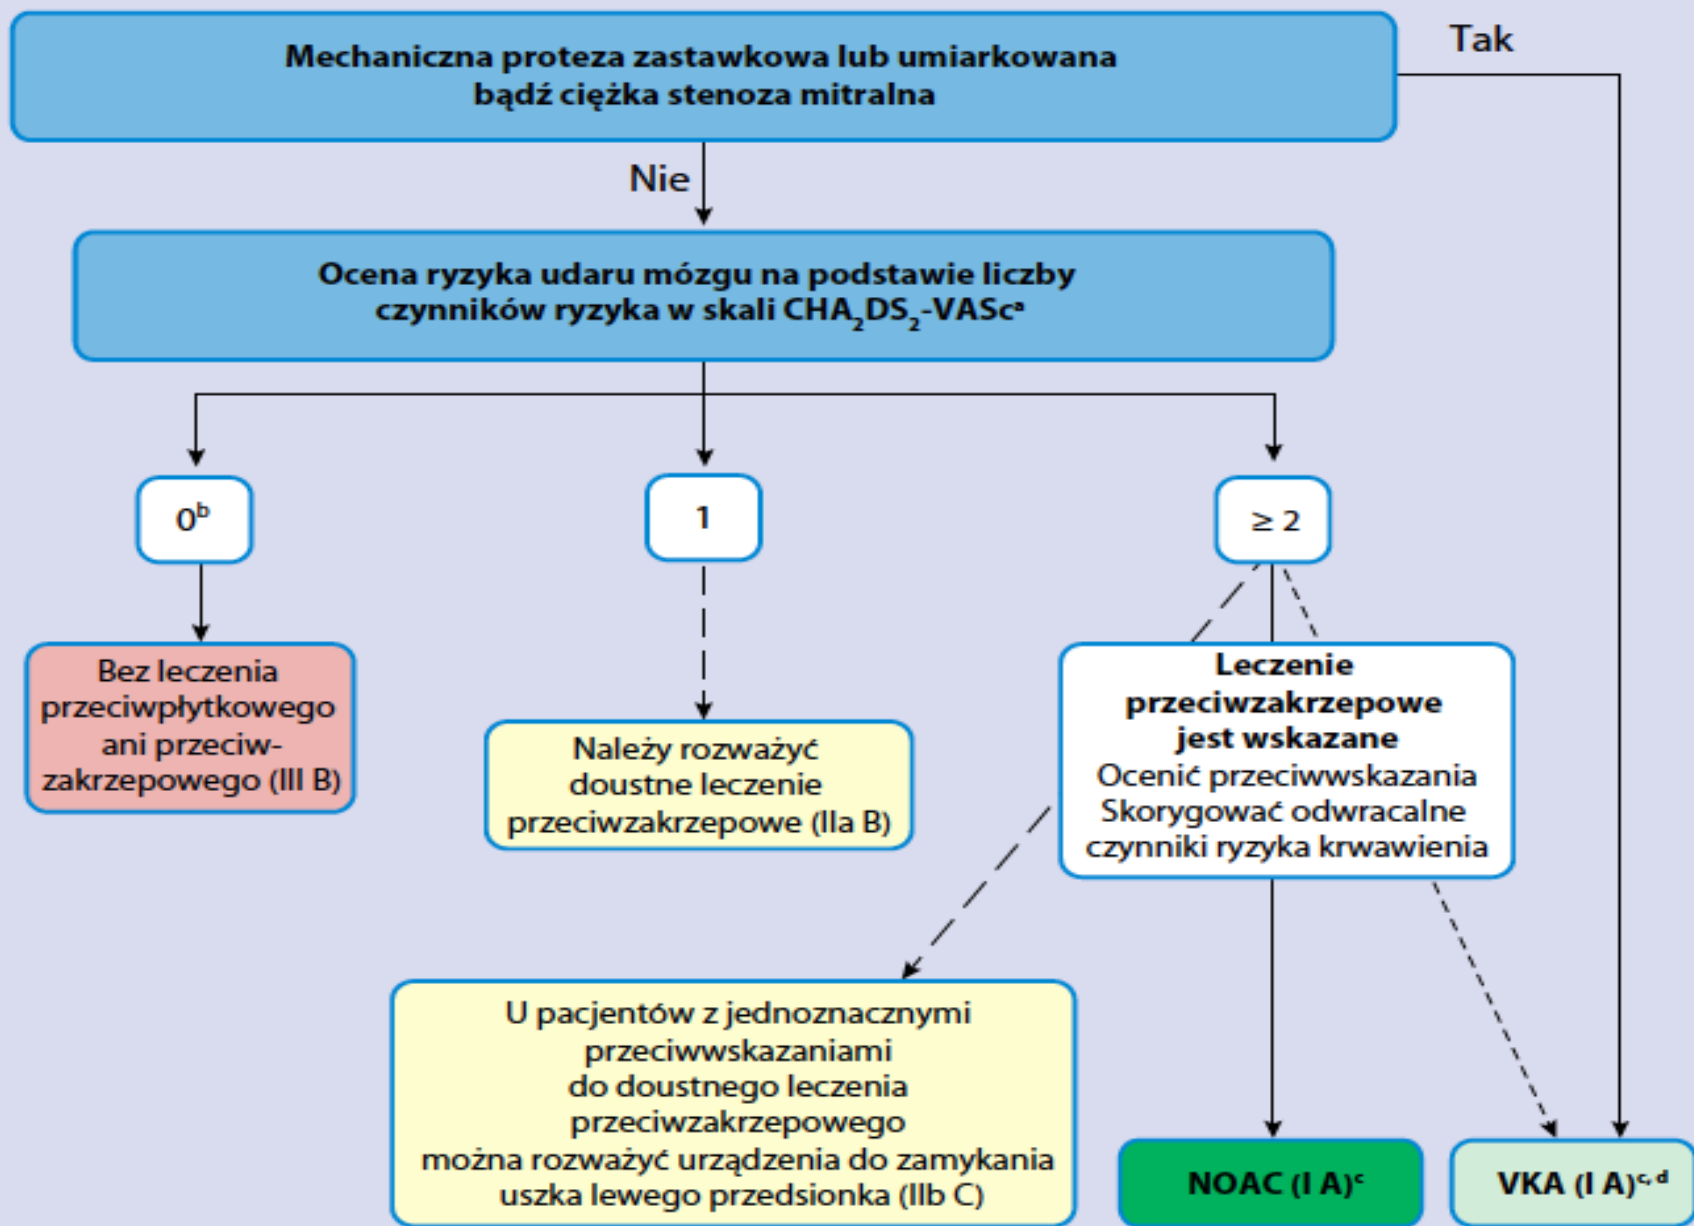 Mechaniczna proteza zastawkowa lub umiarkowana
bądź ciężka stenoza mitralna
Tak
Nie
Ocena ryzyka udaru mózgu na podstawie liczby
czynników ryzyka w skali CHA₂DS₂-VAScᵃ
0ᵇ
1
≥ 2
Bez leczenia
przeciwpłytkowego
ani przeciw-
zakrzepowego (III B)
Należy rozważyć
doustne leczenie
przeciwzakrzepowe (IIa B)
Leczenie
przeciwzakrzepowe
jest wskazane
Ocenić przeciwwskazania
Skorygować odwracalne
czynniki ryzyka krwawienia
U pacjentów z jednoznacznymi
przeciwwskazaniami
do doustnego leczenia
przeciwzakrzepowego
można rozważyć urządzenia do zamykania
uszka lewego przedsionka (IIb C)
NOAC (I A)ᶜ
VKA (I A)ᶜ, ᵈ